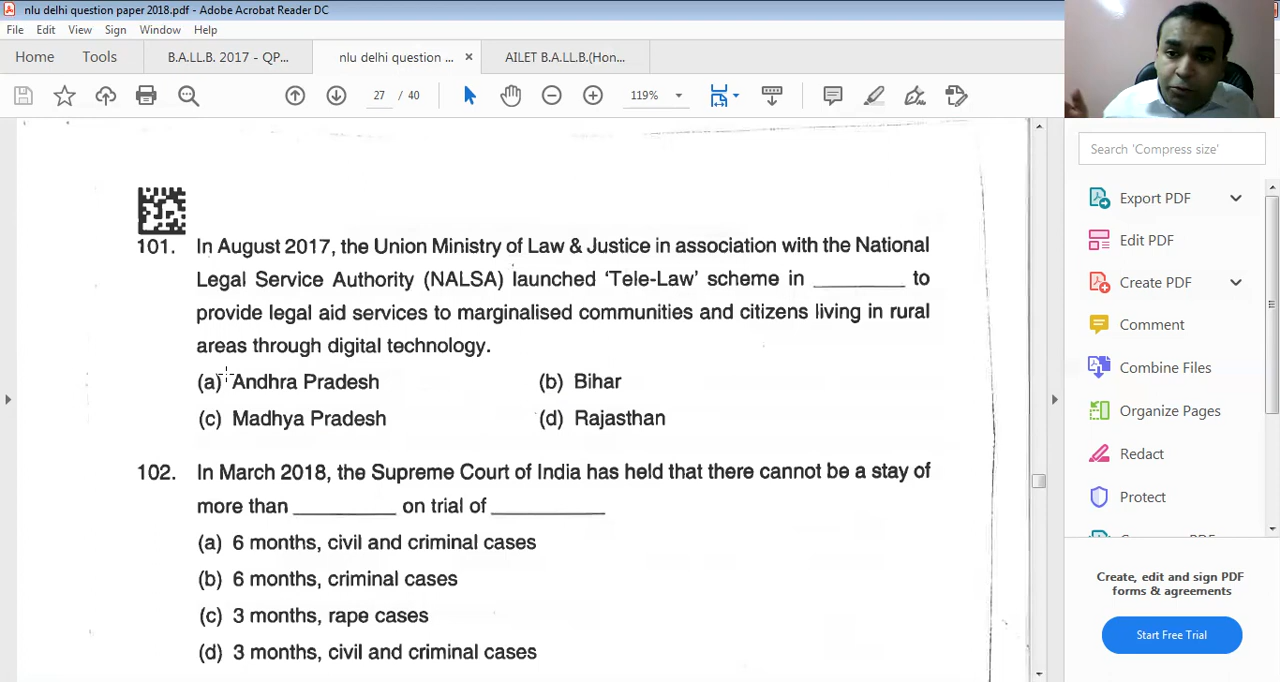 nlu delhi question paper 2018.pdf - Adobe Acrobat Reader DC
File Edit View Sign Window Help
Home Tools B.A.LL.B. 2017 - QP... nlu delhi question ... × AILET B.A.LL.B.(Hon...
27 / 40 119%
Search 'Compress size'
Export PDF
Edit PDF
Create PDF
Comment
Combine Files
Organize Pages
Redact
Protect
Create, edit and sign PDF
forms & agreements
Start Free Trial
101. In August 2017, the Union Ministry of Law & Justice in association with the National
Legal Service Authority (NALSA) launched ‘Tele-Law’ scheme in _________ to
provide legal aid services to marginalised communities and citizens living in rural
areas through digital technology.
(a) Andhra Pradesh (b) Bihar
(c) Madhya Pradesh (d) Rajasthan
102. In March 2018, the Supreme Court of India has held that there cannot be a stay of
more than _________ on trial of __________
(a) 6 months, civil and criminal cases
(b) 6 months, criminal cases
(c) 3 months, rape cases
(d) 3 months, civil and criminal cases